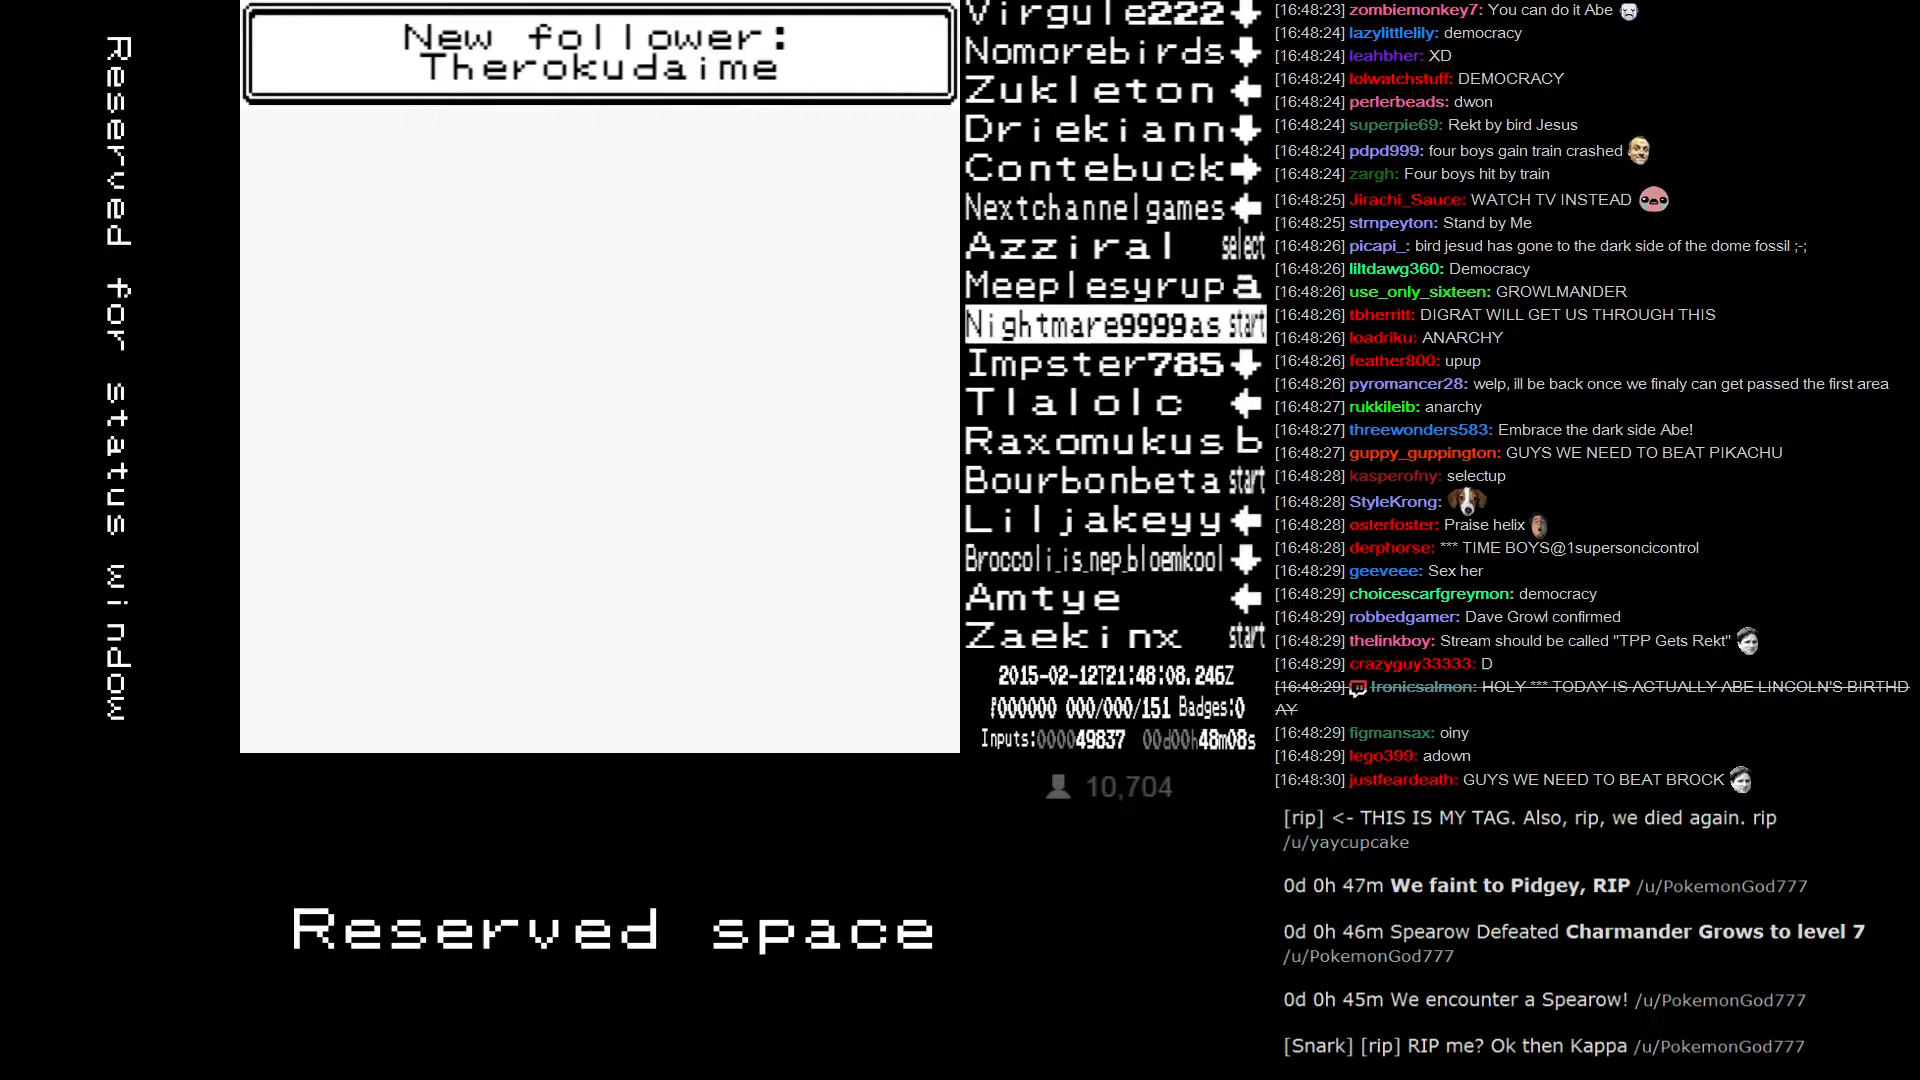 Reserved for status window
New follower:
Therokudaime
Virgule222
Nomorebirds
Zukleton
Driekiann
Contebuck
Nextchannelgames
Azziral select
Meeplesyrup a
Nightmare9999as start
Impster785
Tlalolc
Raxomukus b
Bourbonbeta start
Liljakeyy
Broccoli_is_nep_bloemkool
Amtye
Zaekinx start
2015-02-12T21:48:08.246Z
₽000000 000/000/151 Badges:0
Inputs:000049837 00d00h48m08s
10,704
Reserved space
[16:48:23] zombiemonkey7: You can do it Abe
[16:48:24] lazylittlelily: democracy
[16:48:24] leahbher: XD
[16:48:24] lolwatchstuff: DEMOCRACY
[16:48:24] perlerbeads: dwon
[16:48:24] superpie69: Rekt by bird Jesus
[16:48:24] pdpd999: four boys gain train crashed
[16:48:24] zargh: Four boys hit by train
[16:48:25] Jirachi_Sauce: WATCH TV INSTEAD
[16:48:25] strnpeyton: Stand by Me
[16:48:26] picapi_: bird jesud has gone to the dark side of the dome fossil ;-;
[16:48:26] liltdawg360: Democracy
[16:48:26] use_only_sixteen: GROWLMANDER
[16:48:26] tbherritt: DIGRAT WILL GET US THROUGH THIS
[16:48:26] loadriku: ANARCHY
[16:48:26] feather800: upup
[16:48:26] pyromancer28: welp, ill be back once we finaly can get passed the first area
[16:48:27] rukkileib: anarchy
[16:48:27] threewonders583: Embrace the dark side Abe!
[16:48:27] guppy_guppington: GUYS WE NEED TO BEAT PIKACHU
[16:48:28] kasperofny: selectup
[16:48:28] StyleKrong:
[16:48:28] osterfoster: Praise helix
[16:48:28] derphorse: *** TIME BOYS@1supersoncicontrol
[16:48:29] geeveee: Sex her
[16:48:29] choicescarfgreymon: democracy
[16:48:29] robbedgamer: Dave Growl confirmed
[16:48:29] thelinkboy: Stream should be called "TPP Gets Rekt"
[16:48:29] crazyguy33333: D
[16:48:29] Ironicsalmon: HOLY *** TODAY IS ACTUALLY ABE LINCOLN'S BIRTHD
AY
[16:48:29] figmansax: oiny
[16:48:29] lego399: adown
[16:48:30] justfeardeath: GUYS WE NEED TO BEAT BROCK
[rip] <- THIS IS MY TAG. Also, rip, we died again. rip
/u/yaycupcake
0d 0h 47m We faint to Pidgey, RIP /u/PokemonGod777
0d 0h 46m Spearow Defeated Charmander Grows to level 7
/u/PokemonGod777
0d 0h 45m We encounter a Spearow! /u/PokemonGod777
[Snark] [rip] RIP me? Ok then Kappa /u/PokemonGod777